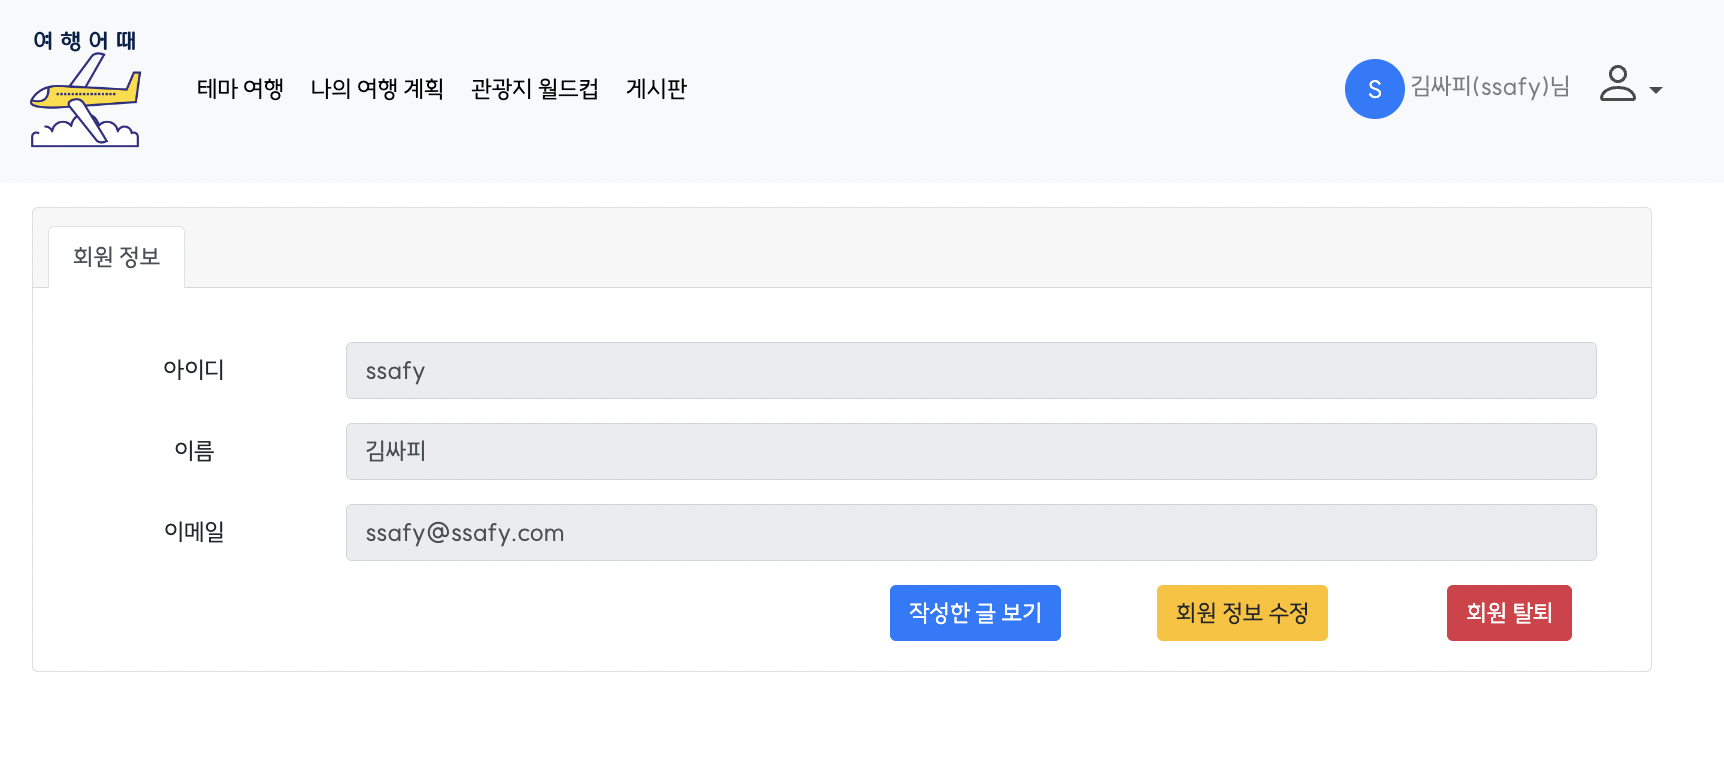 여행어때
테마 여행 나의 여행 계획 관광지 월드컵 게시판
S 김싸피(ssafy)님
회원 정보
아이디 ssafy
이름 김싸피
이메일 ssafy@ssafy.com
작성한 글 보기 회원 정보 수정 회원 탈퇴